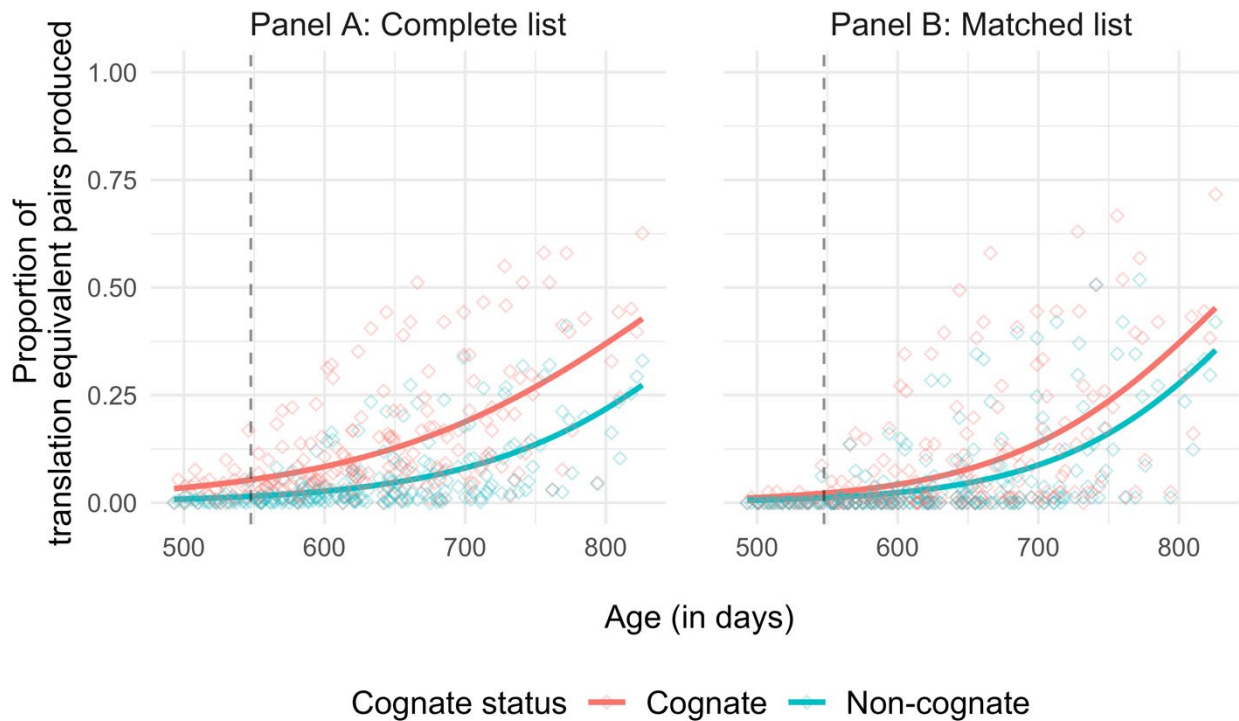 Panel A: Complete list
Panel B: Matched list
Proportion of
translation equivalent pairs produced
1.00
0.75
0.50
0.25
0.00
500
600
700
800
500
600
700
800
Age (in days)
Cognate status Cognate Non-cognate